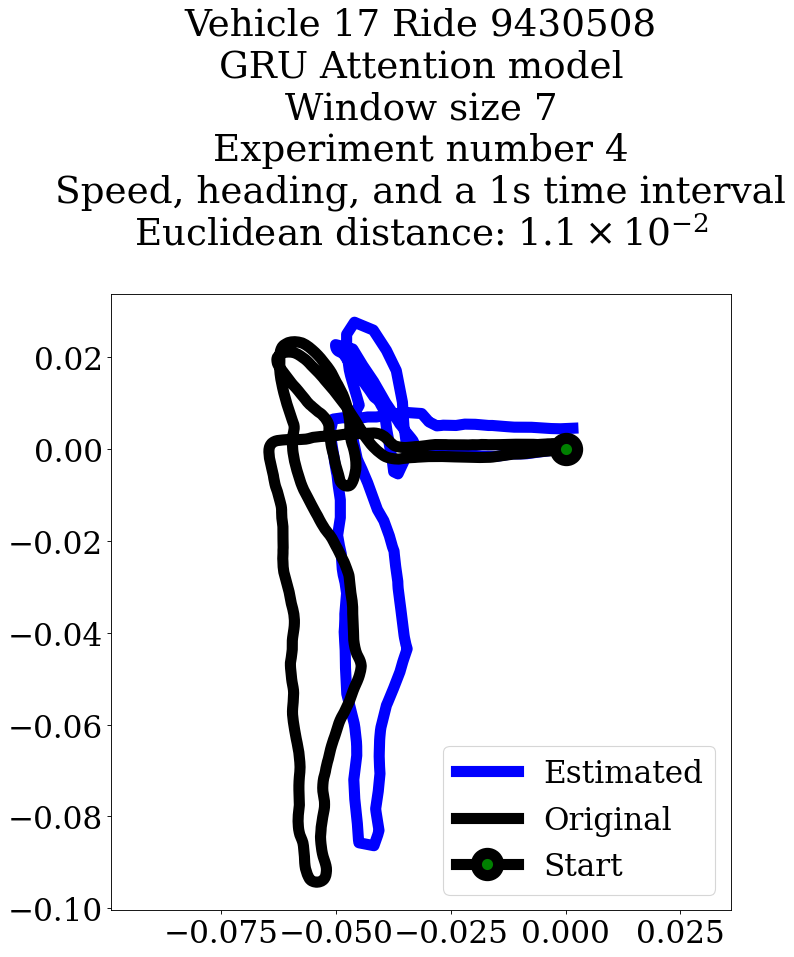 Vehicle 17 Ride 9430508
GRU Attention model
Window size 7
Experiment number 4
Speed, heading, and a 1s time interval
Euclidean distance: 1.1 × 10⁻²
0.02
0.00
−0.02
−0.04
−0.06
−0.08
−0.10
Estimated
Original
Start
−0.075 −0.050 −0.025 0.000 0.025